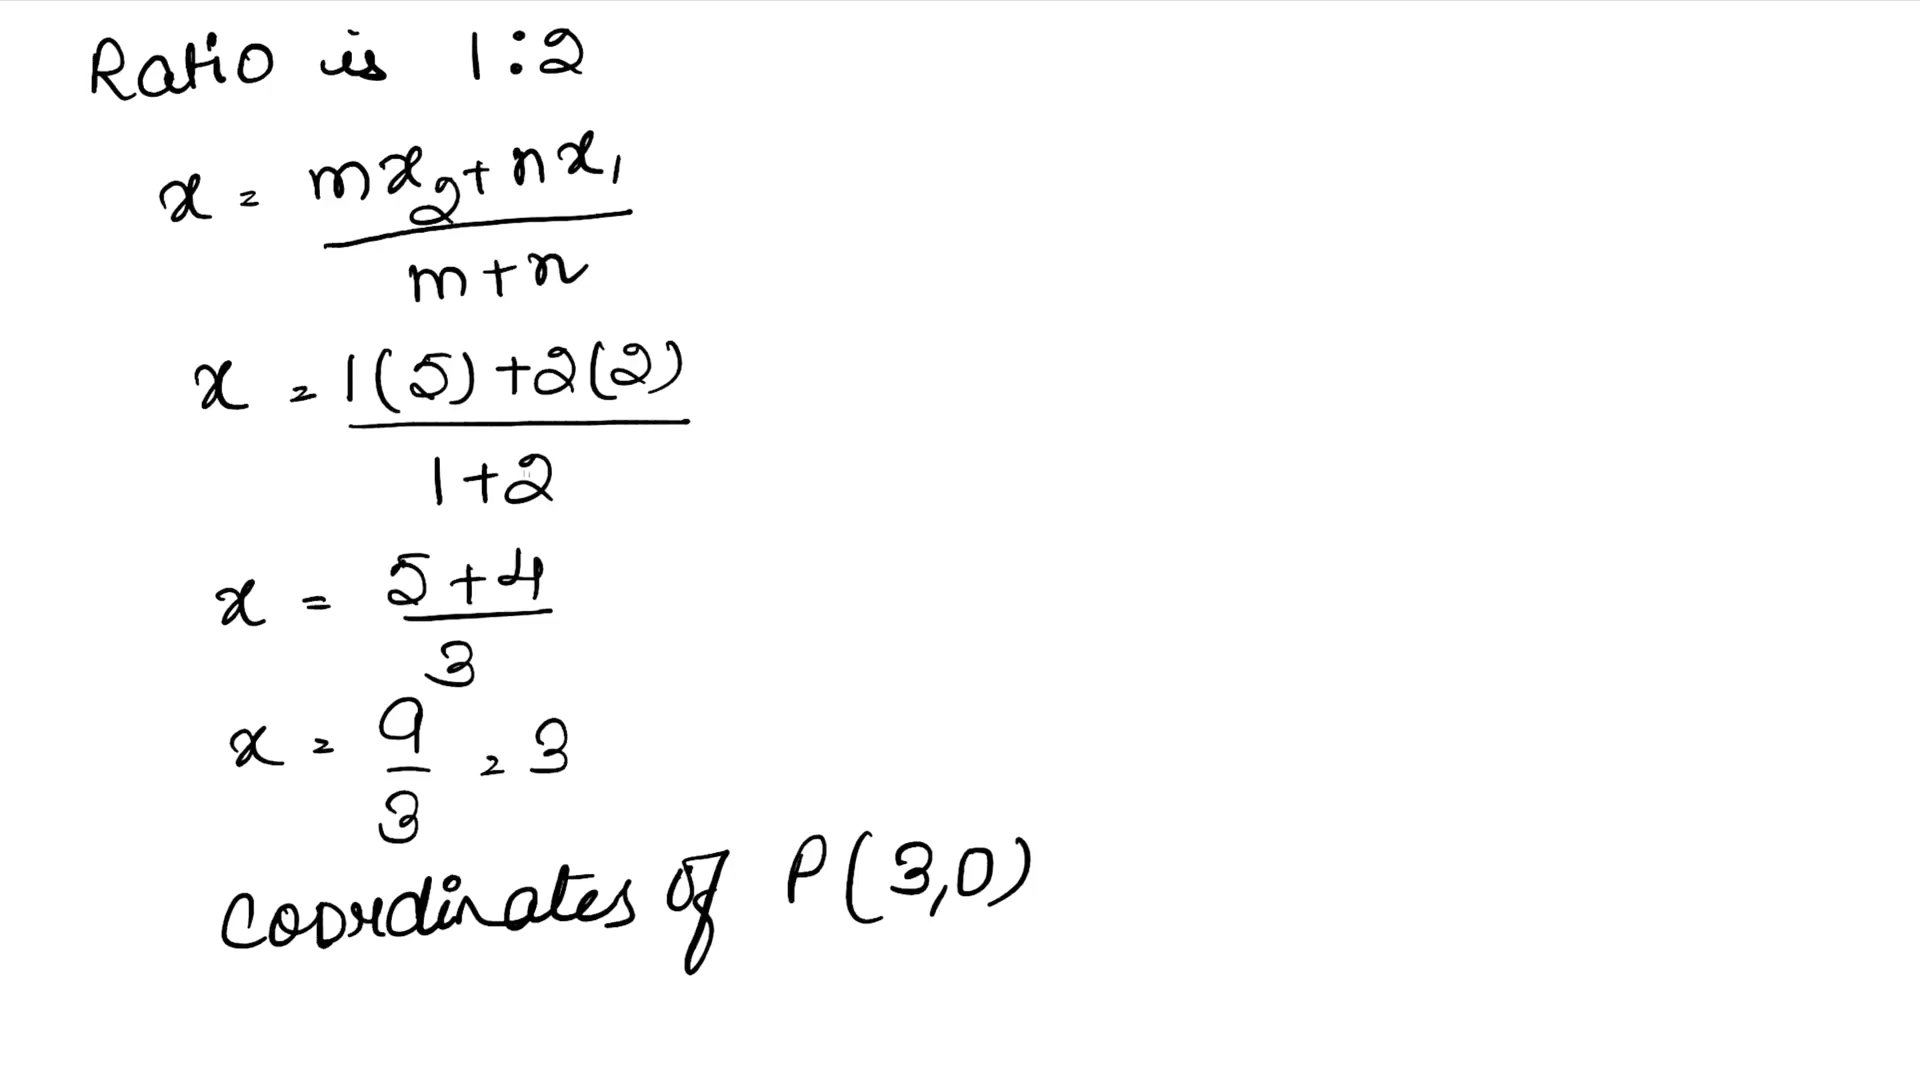 Ratio is 1:2
x = mx₂+nx₁
m+n
x = 1(5)+2(2)
1+2
x = 5+4
3
x = 9/3 = 3
coordinates of P(3,0)